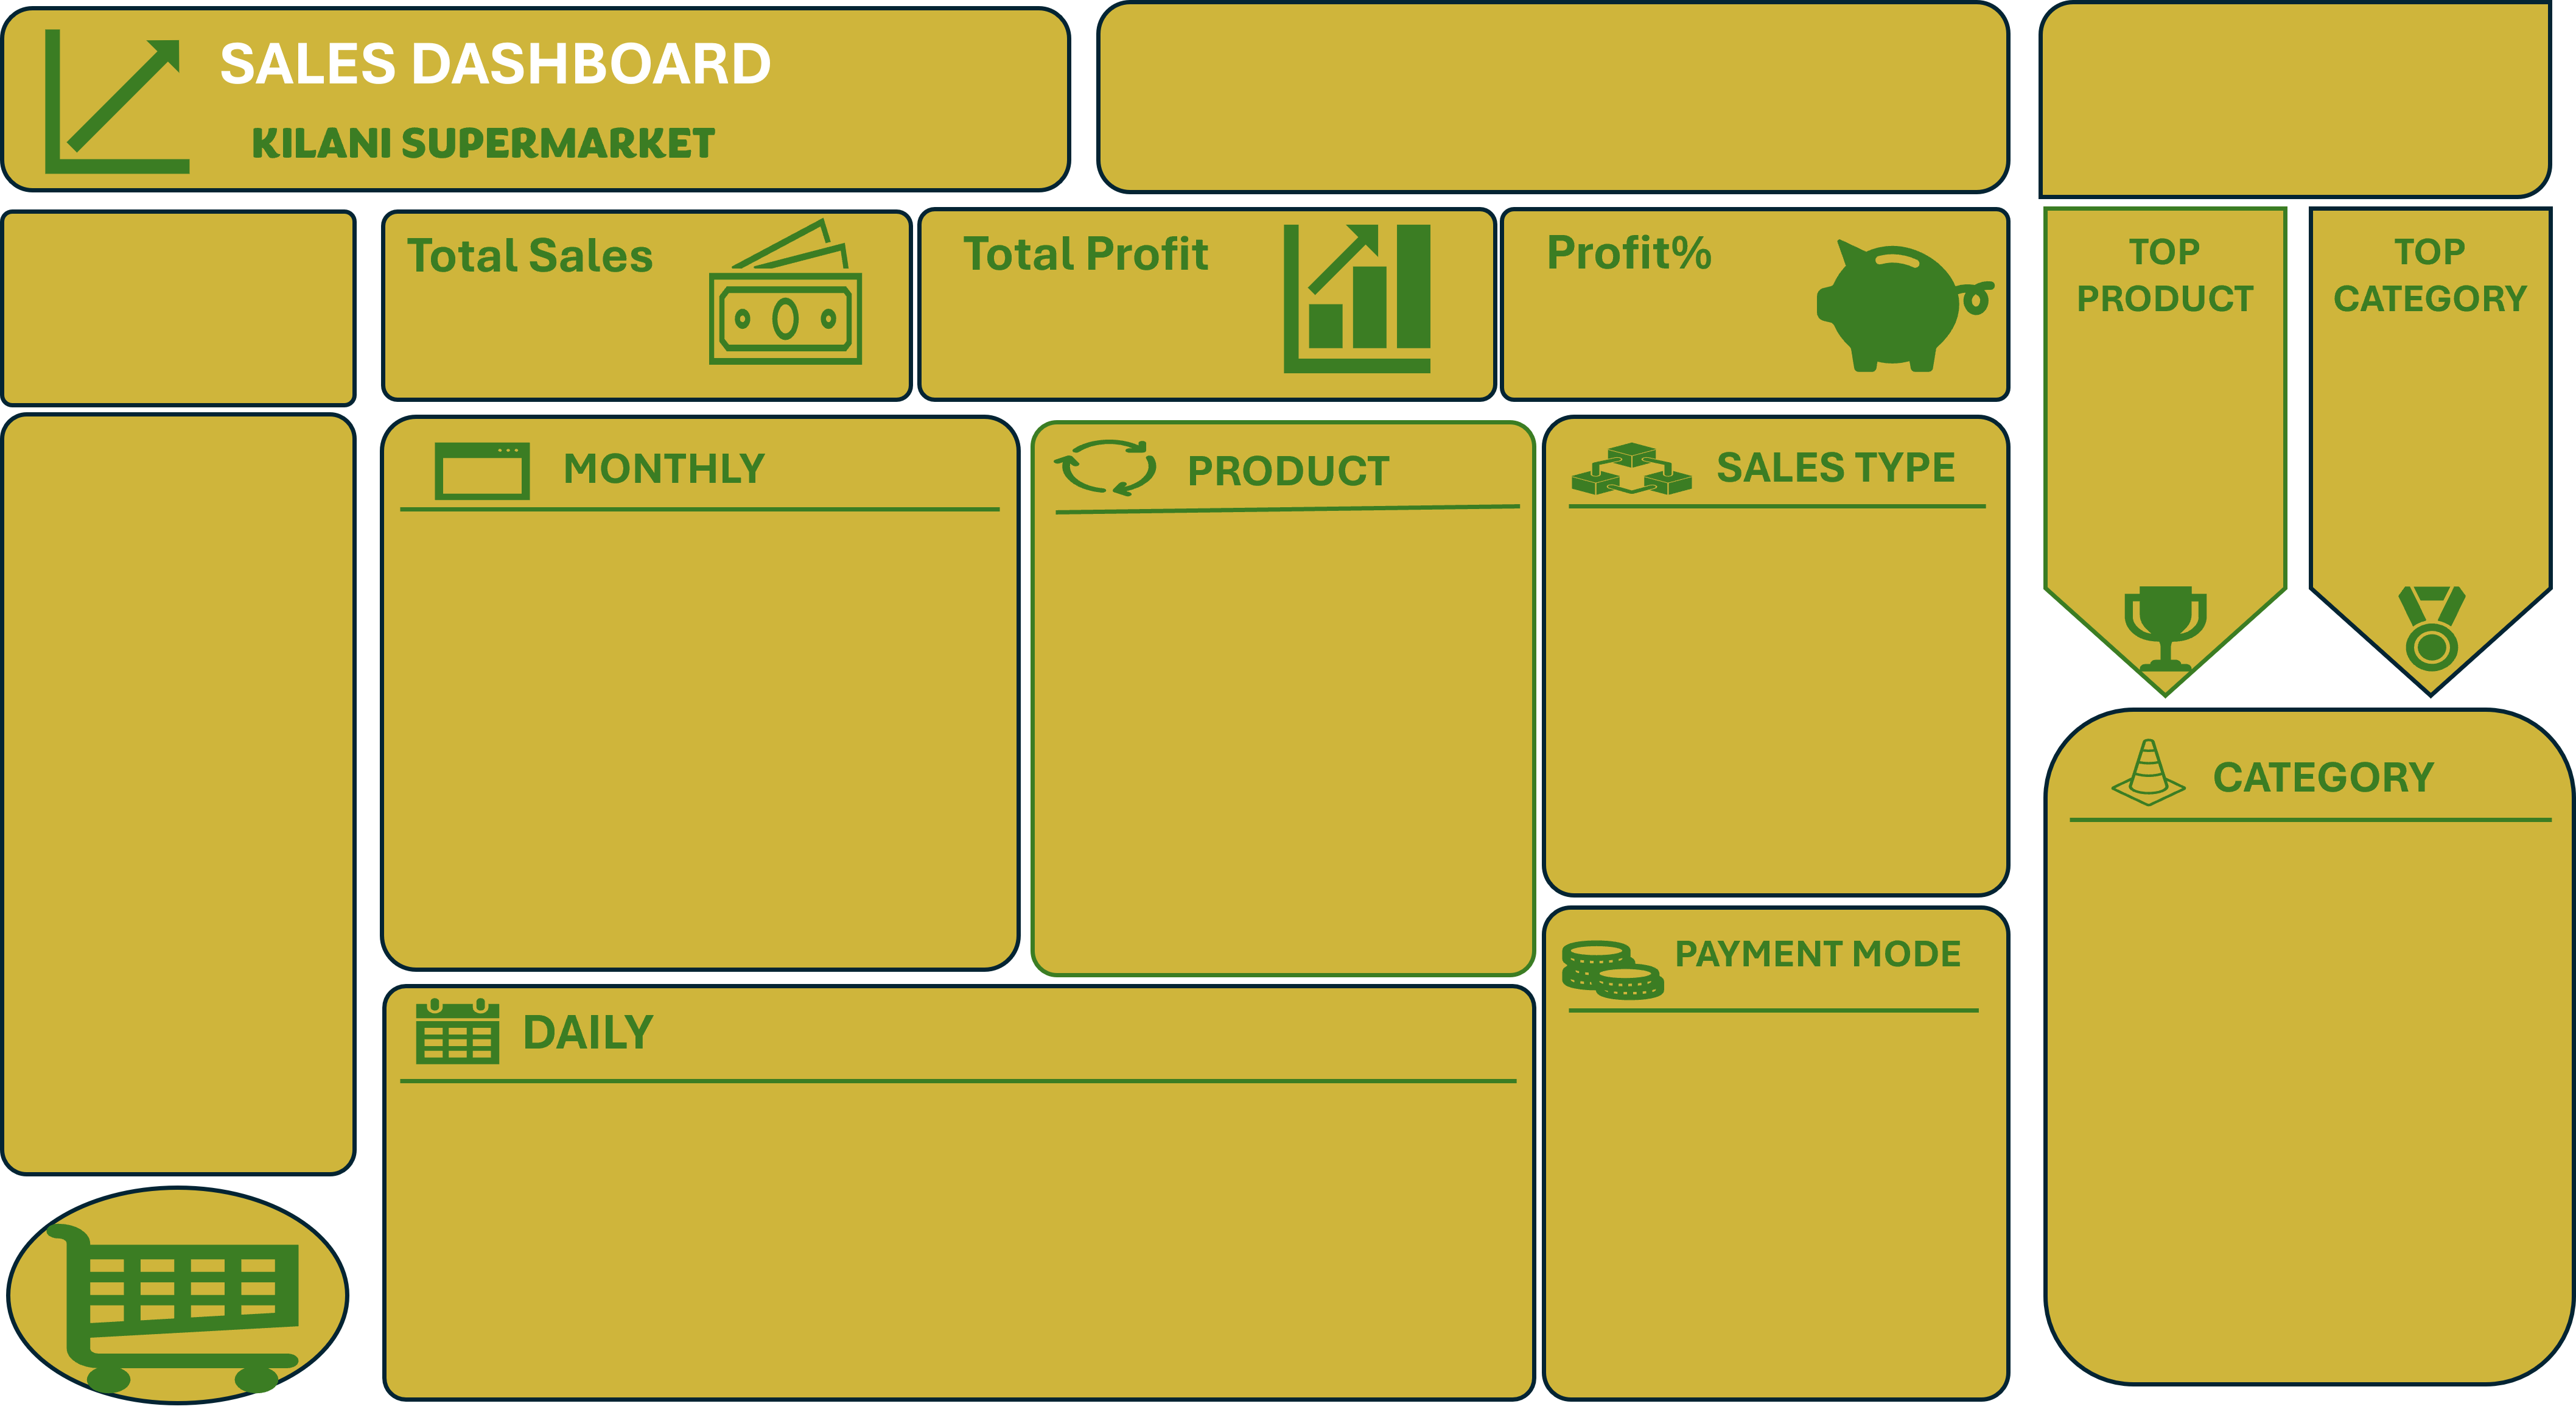 SALES DASHBOARD
KILANI SUPERMARKET
Total Sales
Total Profit
Profit%
TOP
PRODUCT
TOP
CATEGORY
MONTHLY
PRODUCT
SALES TYPE
CATEGORY
PAYMENT MODE
DAILY